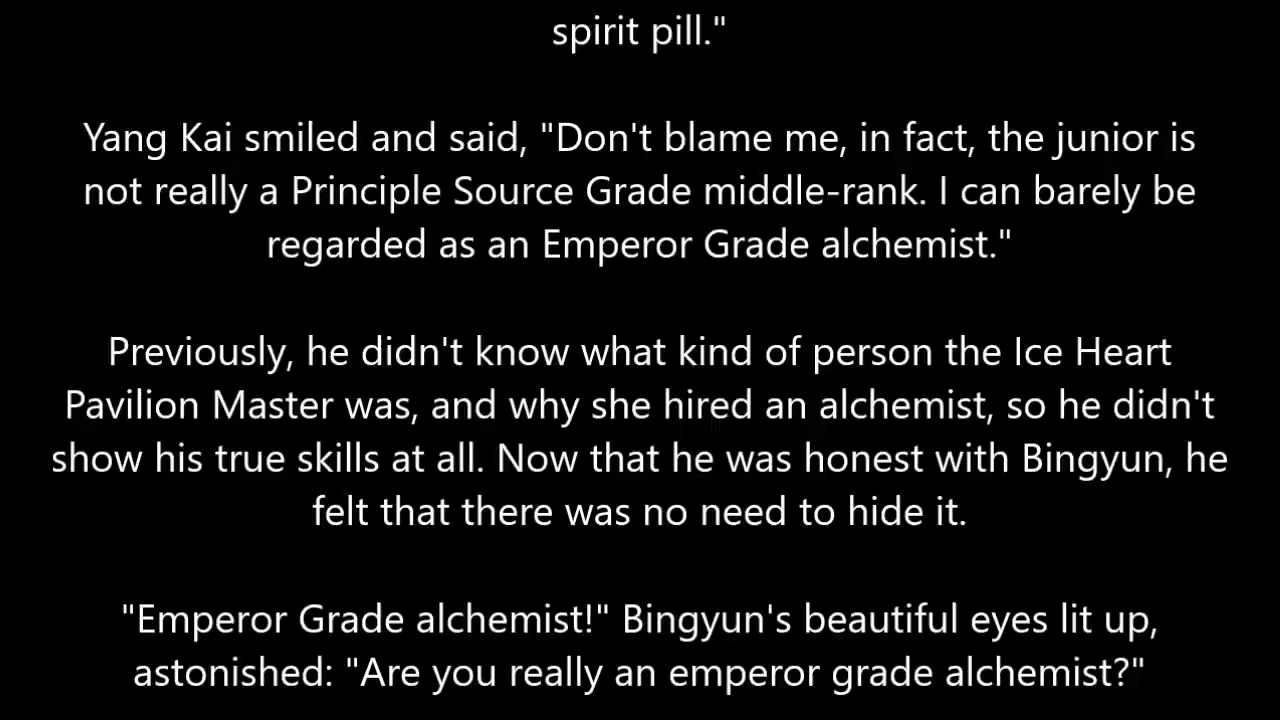 spirit pill."
Yang Kai smiled and said, "Don't blame me, in fact, the junior is
not really a Principle Source Grade middle-rank. I can barely be
regarded as an Emperor Grade alchemist."
Previously, he didn't know what kind of person the Ice Heart
Pavilion Master was, and why she hired an alchemist, so he didn't
show his true skills at all. Now that he was honest with Bingyun, he
felt that there was no need to hide it.
"Emperor Grade alchemist!" Bingyun's beautiful eyes lit up,
astonished: "Are you really an emperor grade alchemist?"